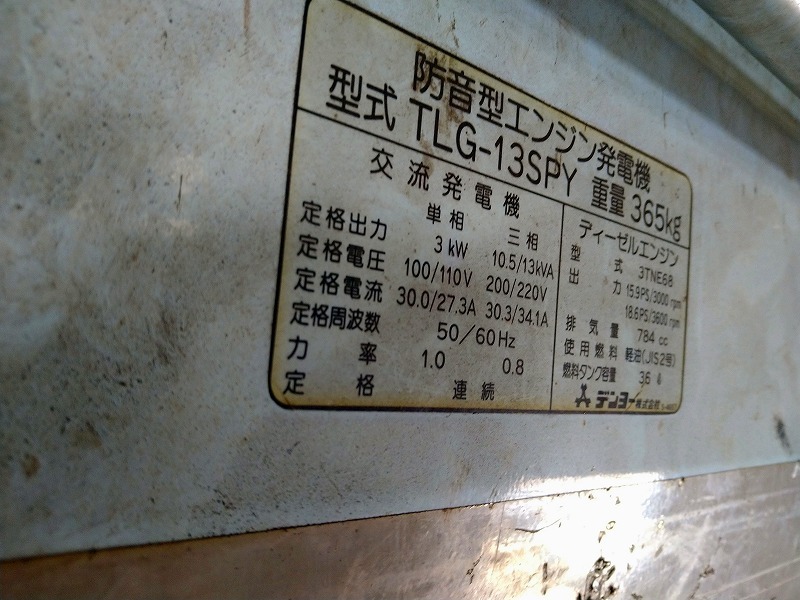 防音型エンジン発電機
型式 TLG-13SPY 重量 365kg
交流発電機
単相 三相
定格出力 3kW 10.5/13kVA
定格電圧 100/110V 200/220V
定格電流 30.0/27.3A 30.3/34.1A
定格周波数 50/60Hz
力率 1.0 0.8
定格 連続
ディーゼルエンジン
型式 3TNE68
出力 15.9PS/3000rpm
18.6PS/3600rpm
排気量 784cc
使用燃料 軽油(JIS2号)
燃料タンク容量 36ℓ
デンヨー株式会社